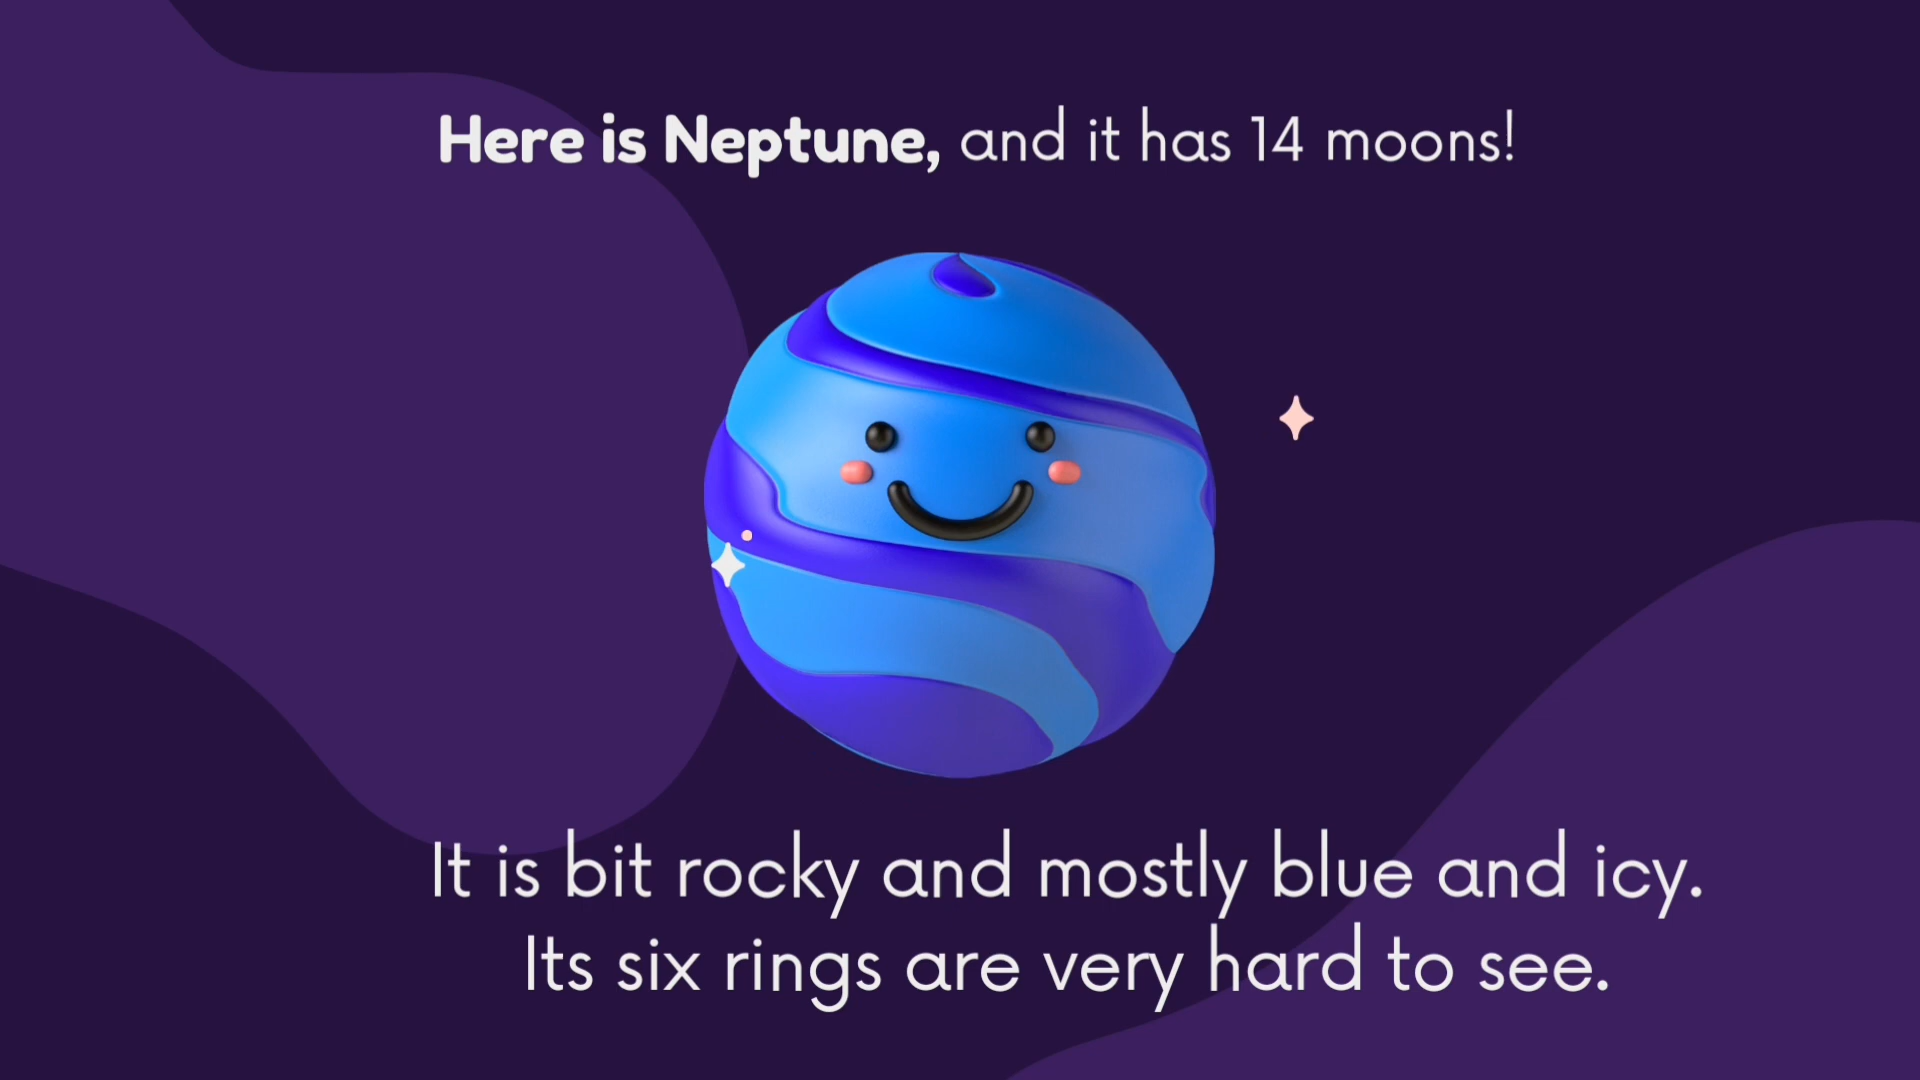 Here is Neptune, and it has 14 moons!
It is bit rocky and mostly blue and icy.
Its six rings are very hard to see.